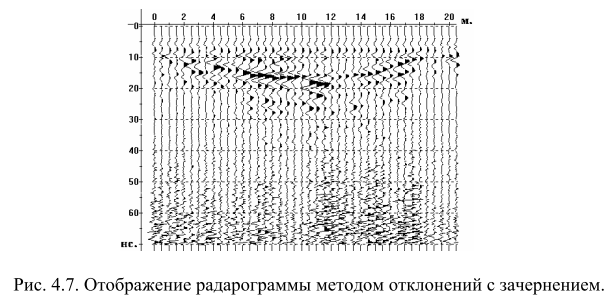 0 2 4 6 8 10 12 14 16 18 20 м.
0
10
20
30
40
50
60
нс.
Рис. 4.7. Отображение радарограммы методом отклонений с зачернением.